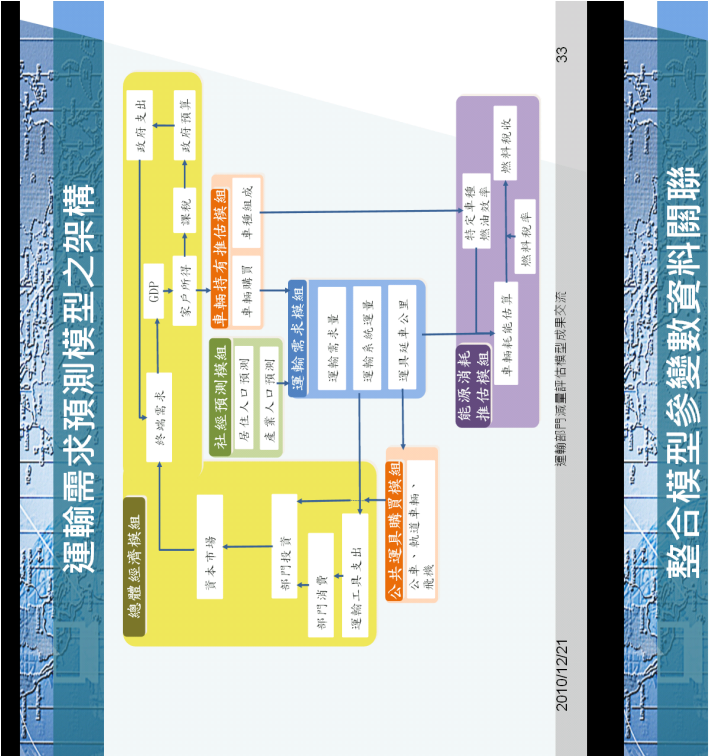 運輸需求預測模型之架構
總體經濟模組
資本市場
部門投資
部門消費
運輸工具支出
終端需求
GDP
家戶所得
課稅
政府預算
政府支出
社經預測模組
居住人口預測
產業人口預測
車輛持有推估模組
車輛購買
車種組成
運輸需求模組
運輸需求量
運輸系統運量
運具延車公里
公共運具購買模組
公車、軌道車輛、
飛機
能源消耗
推估模組
車輛耗能估算
特定車種
燃油效率
燃料稅率
燃料稅收
2010/12/21
運輸部門減量評估模型成果交流
33
整合模型參變數資料關聯